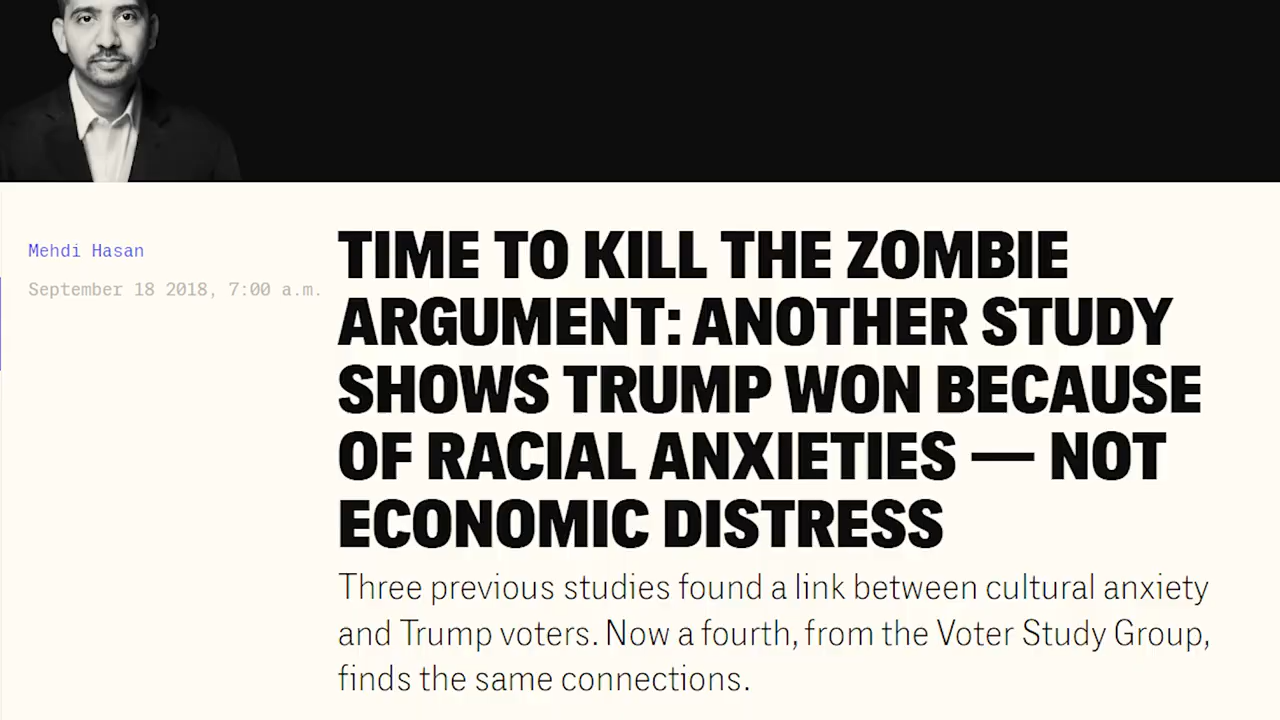 Mehdi Hasan
September 18 2018, 7:00 a.m.
TIME TO KILL THE ZOMBIE
ARGUMENT: ANOTHER STUDY
SHOWS TRUMP WON BECAUSE
OF RACIAL ANXIETIES — NOT
ECONOMIC DISTRESS
Three previous studies found a link between cultural anxiety
and Trump voters. Now a fourth, from the Voter Study Group,
finds the same connections.